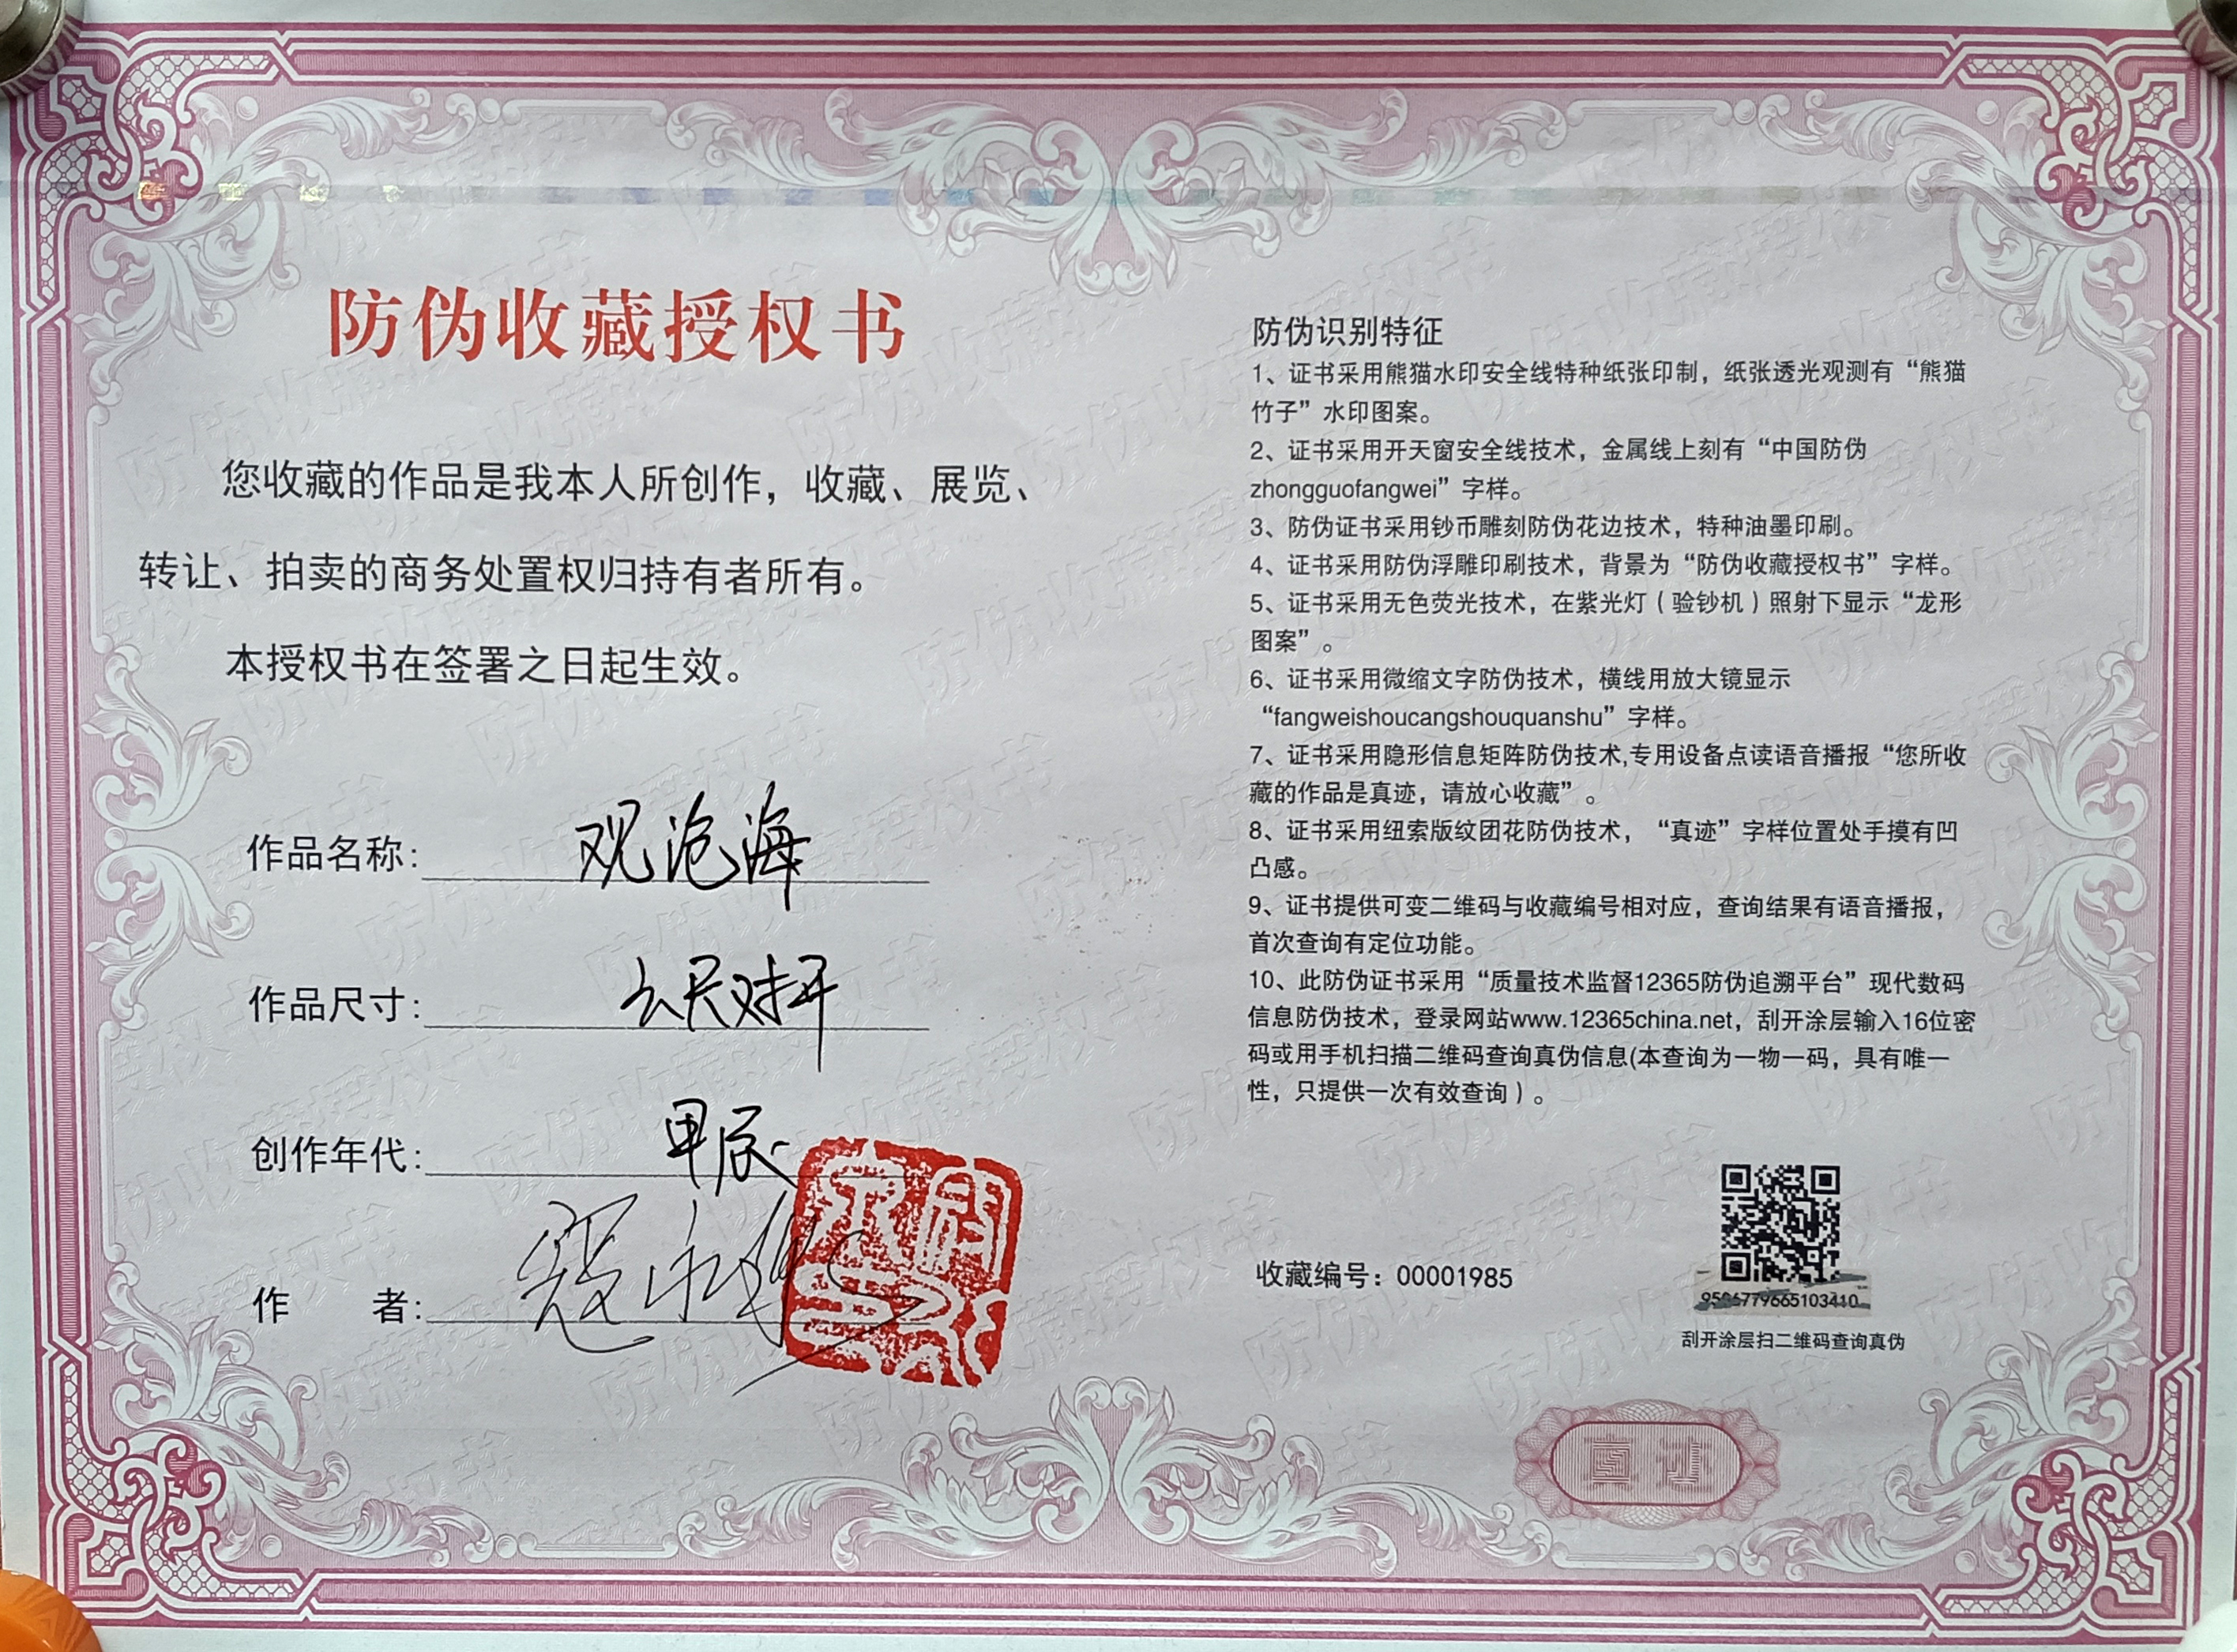 防伪收藏授权书
您收藏的作品是我本人所创作，收藏、展览、
转让、拍卖的商务处置权归持有者所有。
本授权书在签署之日起生效。
作品名称：观沧海
作品尺寸：六尺对开
创作年代：甲辰
作 者：寇永
防伪识别特征
1、证书采用熊猫水印安全线特种纸张印制，纸张透光观测有“熊猫
竹子”水印图案。
2、证书采用开天窗安全线技术，金属线上刻有“中国防伪
zhongguofangwei”字样。
3、防伪证书采用钞币雕刻防伪花边技术，特种油墨印刷。
4、证书采用防伪浮雕印刷技术，背景为“防伪收藏授权书”字样。
5、证书采用无色荧光技术，在紫光灯（验钞机）照射下显示“龙形
图案”。
6、证书采用微缩文字防伪技术，横线用放大镜显示
“fangweishoucangshouquanshu”字样。
7、证书采用隐形信息矩阵防伪技术,专用设备点读语音播报“您所收
藏的作品是真迹，请放心收藏”。
8、证书采用纽索版纹团花防伪技术，“真迹”字样位置处手摸有凹
凸感。
9、证书提供可变二维码与收藏编号相对应，查询结果有语音播报，
首次查询有定位功能。
10、此防伪证书采用“质量技术监督12365防伪追溯平台”现代数码
信息防伪技术，登录网站www.12365china.net，刮开涂层输入16位密
码或用手机扫描二维码查询真伪信息(本查询为一物一码，具有唯一
性，只提供一次有效查询）。
收藏编号：00001985
9506779665103410
刮开涂层扫二维码查询真伪
真迹